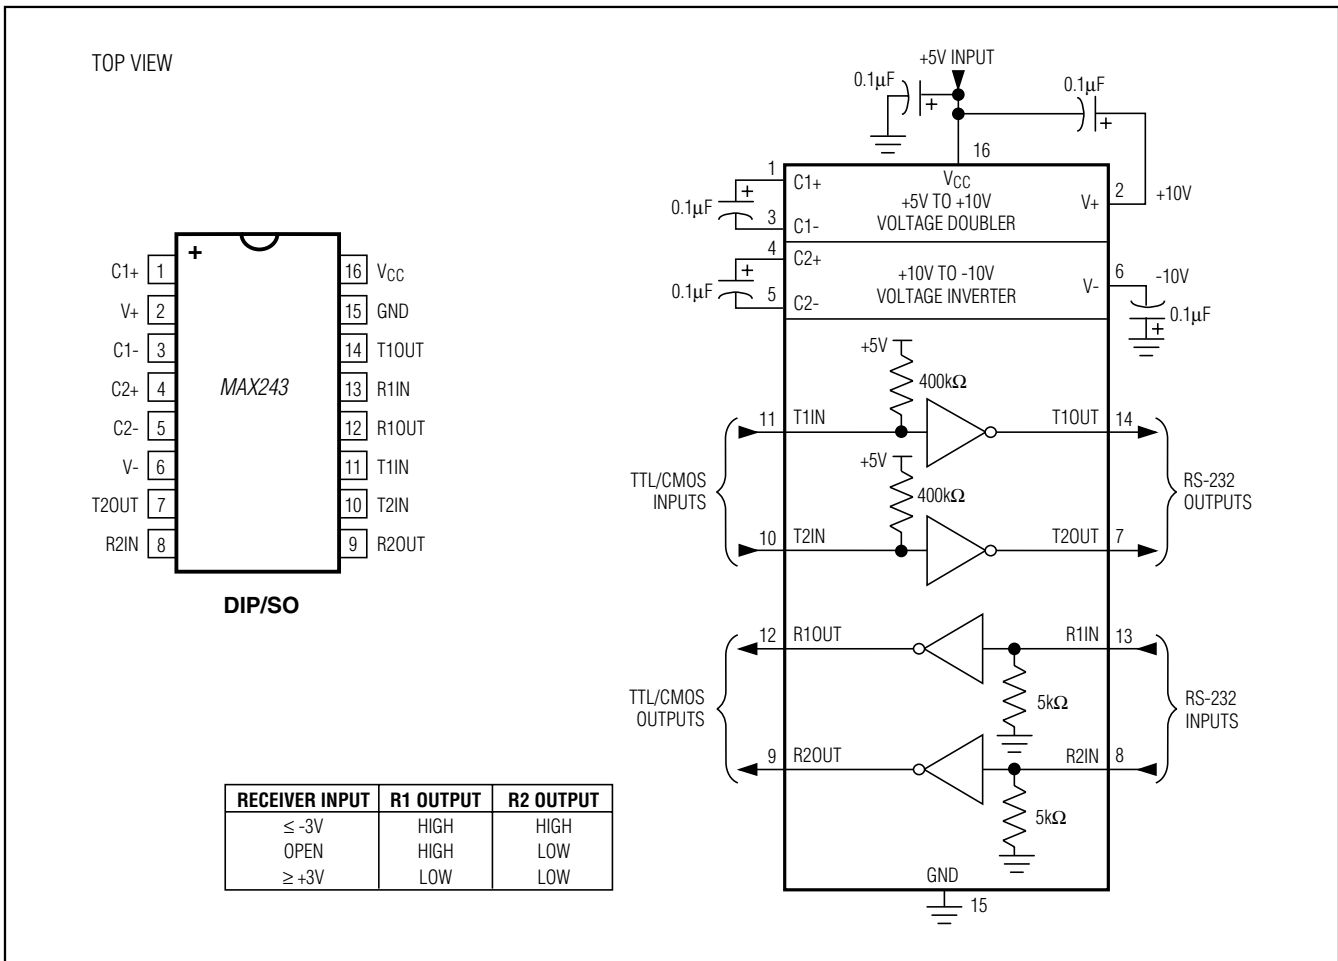 TOP VIEW
C1+ 1
V+ 2
C1- 3
C2+ 4
C2- 5
V- 6
T2OUT 7
R2IN 8
+
MAX243
16 VCC
15 GND
14 T1OUT
13 R1IN
12 R1OUT
11 T1IN
10 T2IN
9 R2OUT
DIP/SO
RECEIVER INPUT R1 OUTPUT R2 OUTPUT
≤ -3V HIGH HIGH
OPEN HIGH LOW
≥ +3V LOW LOW
+5V INPUT
0.1µF
+
0.1µF
+
16
VCC
+5V TO +10V
VOLTAGE DOUBLER
1
C1+
+
0.1µF
3
C1-
V+
2
+10V
4
C2+
+
0.1µF
5
C2-
+10V TO -10V
VOLTAGE INVERTER
V-
6
-10V
0.1µF
+
+5V
400kΩ
11 T1IN
T1OUT 14
+5V
400kΩ
TTL/CMOS
INPUTS
RS-232
OUTPUTS
10 T2IN
T2OUT 7
12 R1OUT
R1IN 13
5kΩ
TTL/CMOS
OUTPUTS
RS-232
INPUTS
9 R2OUT
R2IN 8
5kΩ
GND
15